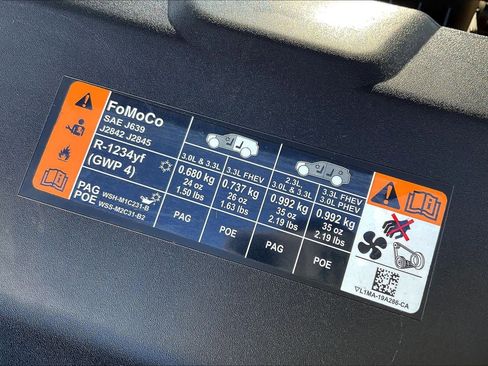 FoMoCo
SAE J639
J2842 J2845
R-1234yf
(GWP 4)
PAG WSH-M1C231-B
POE WSS-M2C31-B2
3.0L & 3.3L
0.680 kg
24 oz
1.50 lbs
PAG
3.3L FHEV
0.737 kg
26 oz
1.63 lbs
POE
2.3L,
3.0L & 3.3L
0.992 kg
35 oz
2.19 lbs
PAG
3.3L FHEV
3.0L PHEV
0.992 kg
35 oz
2.19 lbs
POE
L1MA-19A286-CA